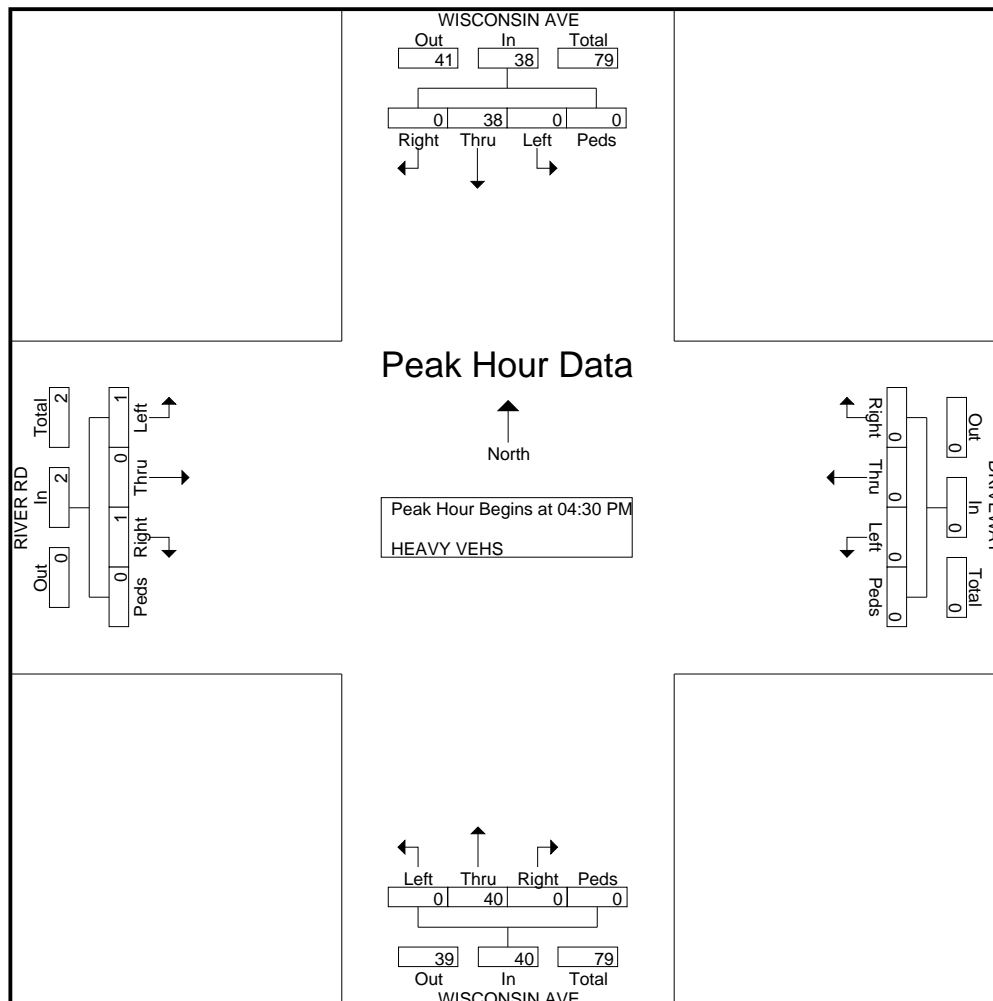 WISCONSIN AVE
Out In Total
41 38 79
0 38 0 0
Right Thru Left Peds
Peak Hour Data
North
Peak Hour Begins at 04:30 PM
HEAVY VEHS
RIVER RD
Out In Total
0 2 2
1 0 1 0
Left Thru Right Peds
Right Thru Left Peds
0 0 0 0
Out In Total
0 0 0
DRIVEWAY
Left Thru Right Peds
0 40 0 0
39 40 79
Out In Total
WISCONSIN AVE